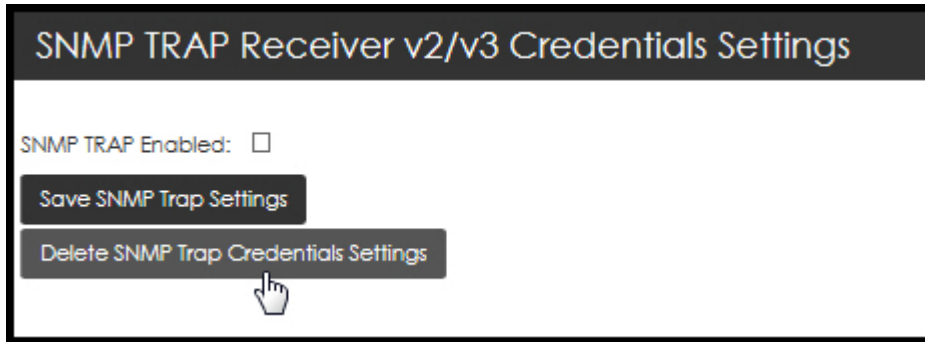 SNMP TRAP Receiver v2/v3 Credentials Settings
SNMP TRAP Enabled:
Save SNMP Trap Settings
Delete SNMP Trap Credentials Settings